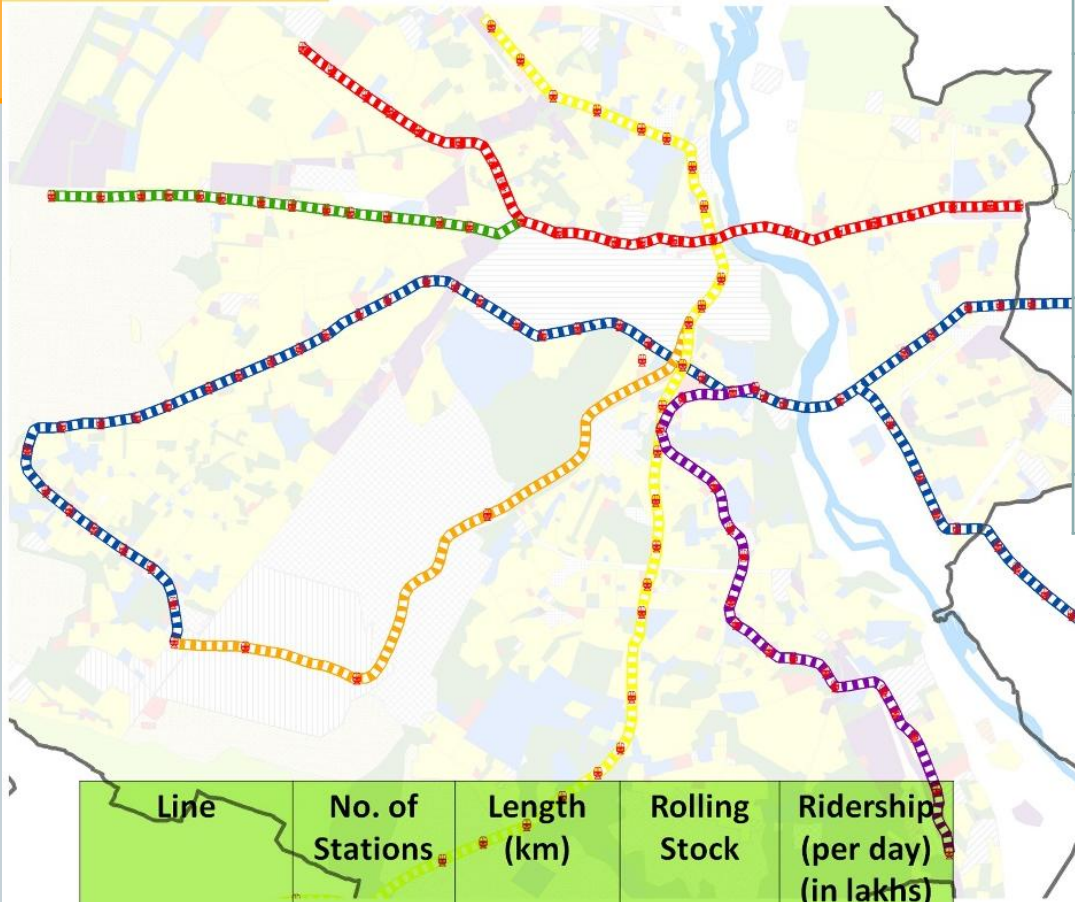 Line
No. of
Stations
Length
(km)
Rolling
Stock
Ridership
(per day)
(in lakhs)